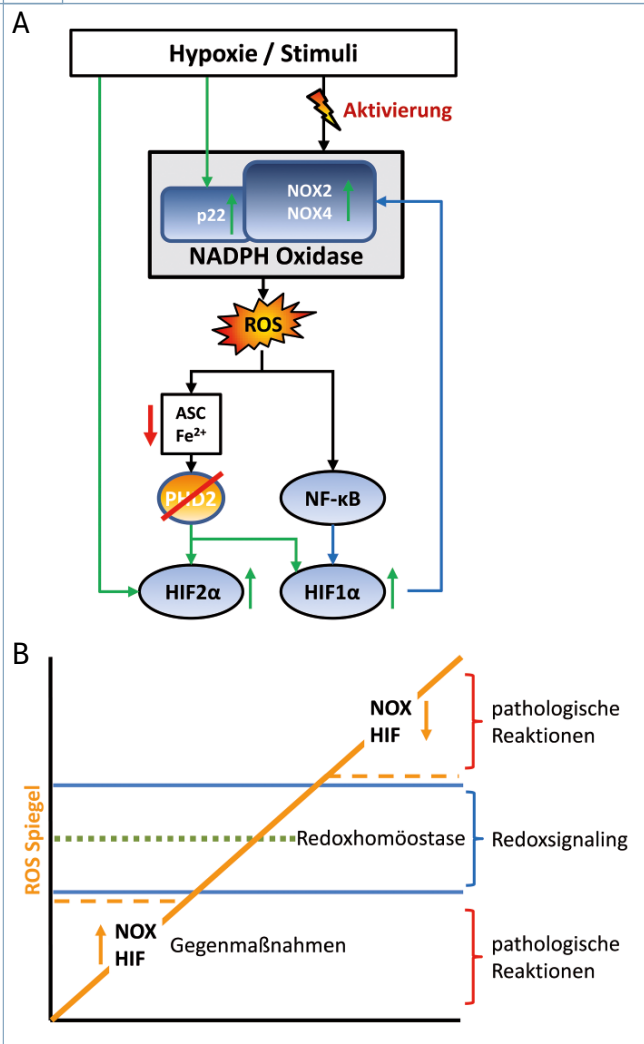 A
Hypoxie / Stimuli
Aktivierung
NOX2
p22
NOX4
NADPH Oxidase
ROS
ASC
Fe²⁺
PHD2
NF-κB
HIF2α
HIF1α
B
NOX
HIF
pathologische
Reaktionen
ROS Spiegel
Redoxhomöostase
Redoxsignaling
NOX
HIF
Gegenmaßnahmen
pathologische
Reaktionen